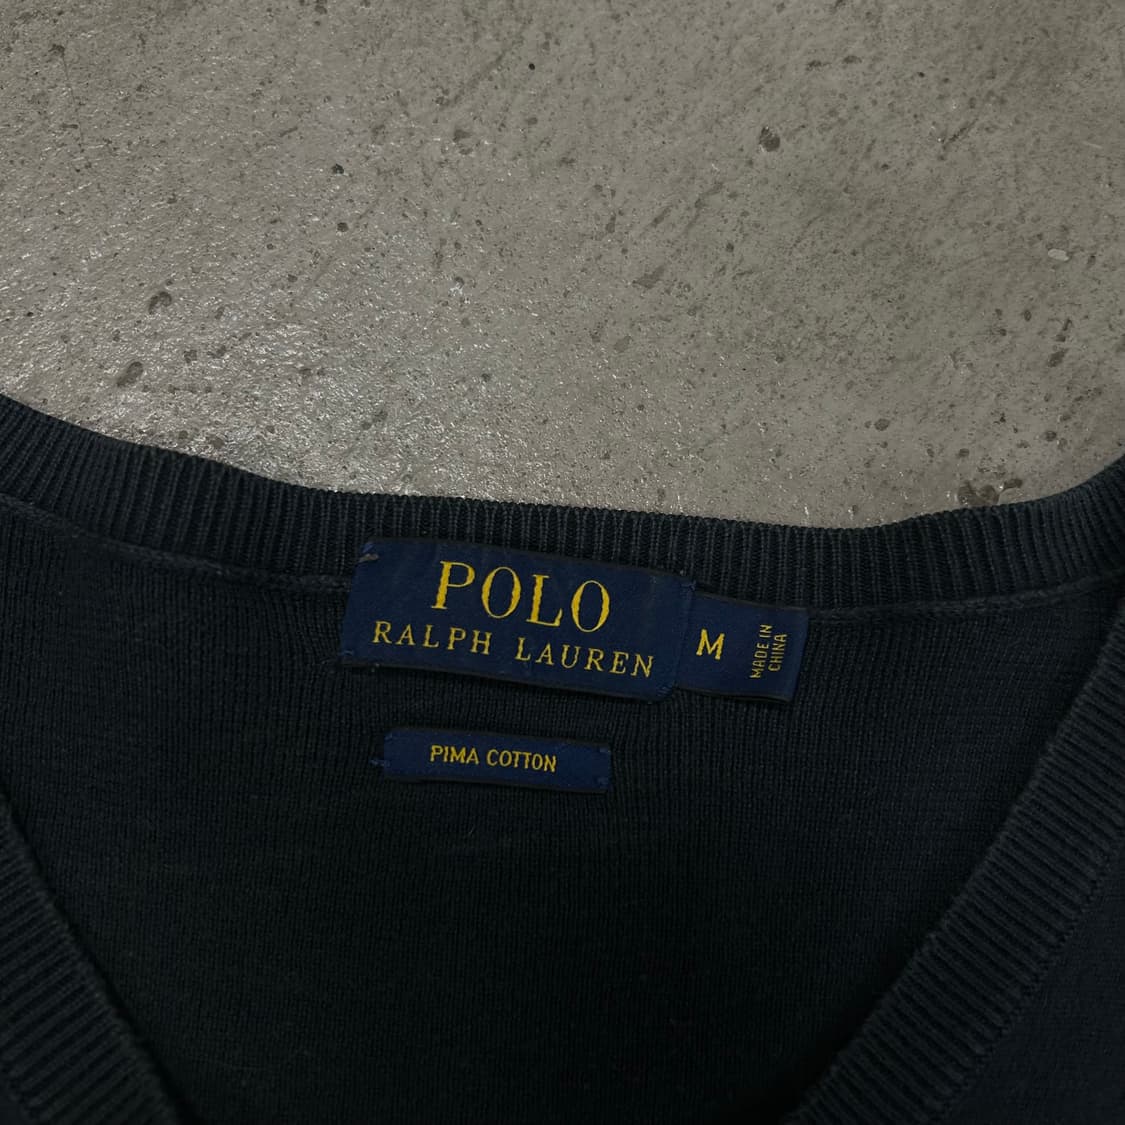 POLO
RALPH LAUREN
M
MADE IN
CHINA
PIMA COTTON